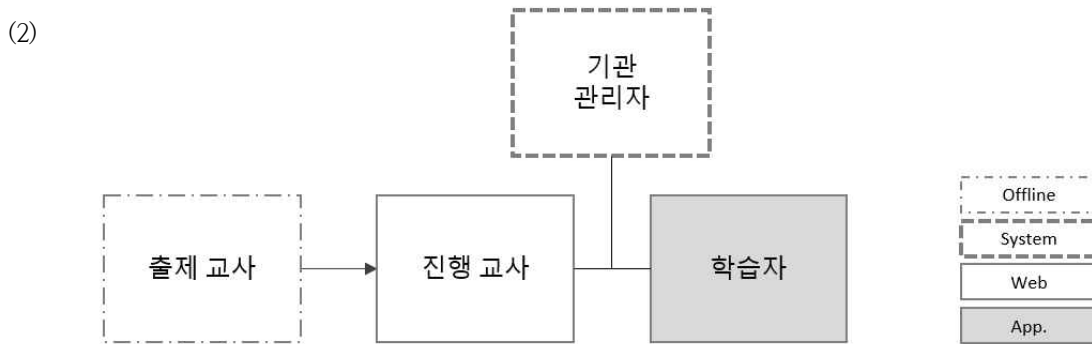 (2)
기관
관리자
출제 교사
진행 교사
학습자
Offline
System
Web
App.